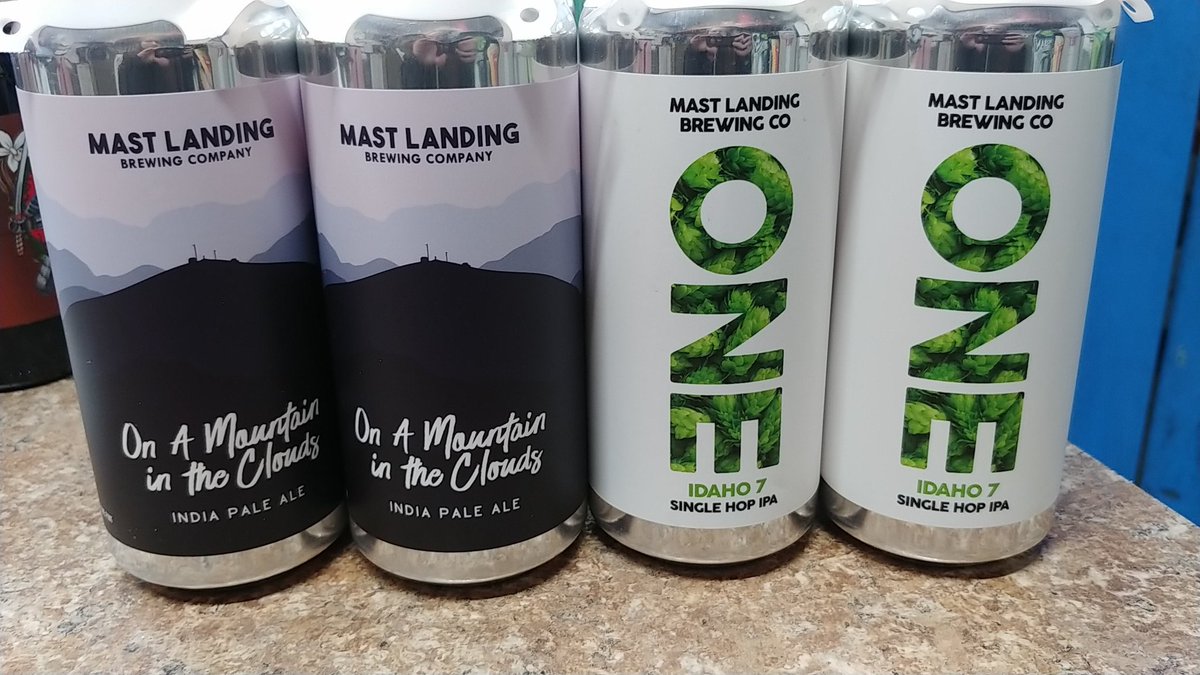 MAST LANDING
BREWING COMPANY
On A Mountain
in the Clouds
INDIA PALE ALE
MAST LANDING
BREWING COMPANY
On A Mountain
in the Clouds
INDIA PALE ALE
MAST LANDING
BREWING CO
ONE
IDAHO 7
SINGLE HOP IPA
MAST LANDING
BREWING CO
ONE
IDAHO 7
SINGLE HOP IPA